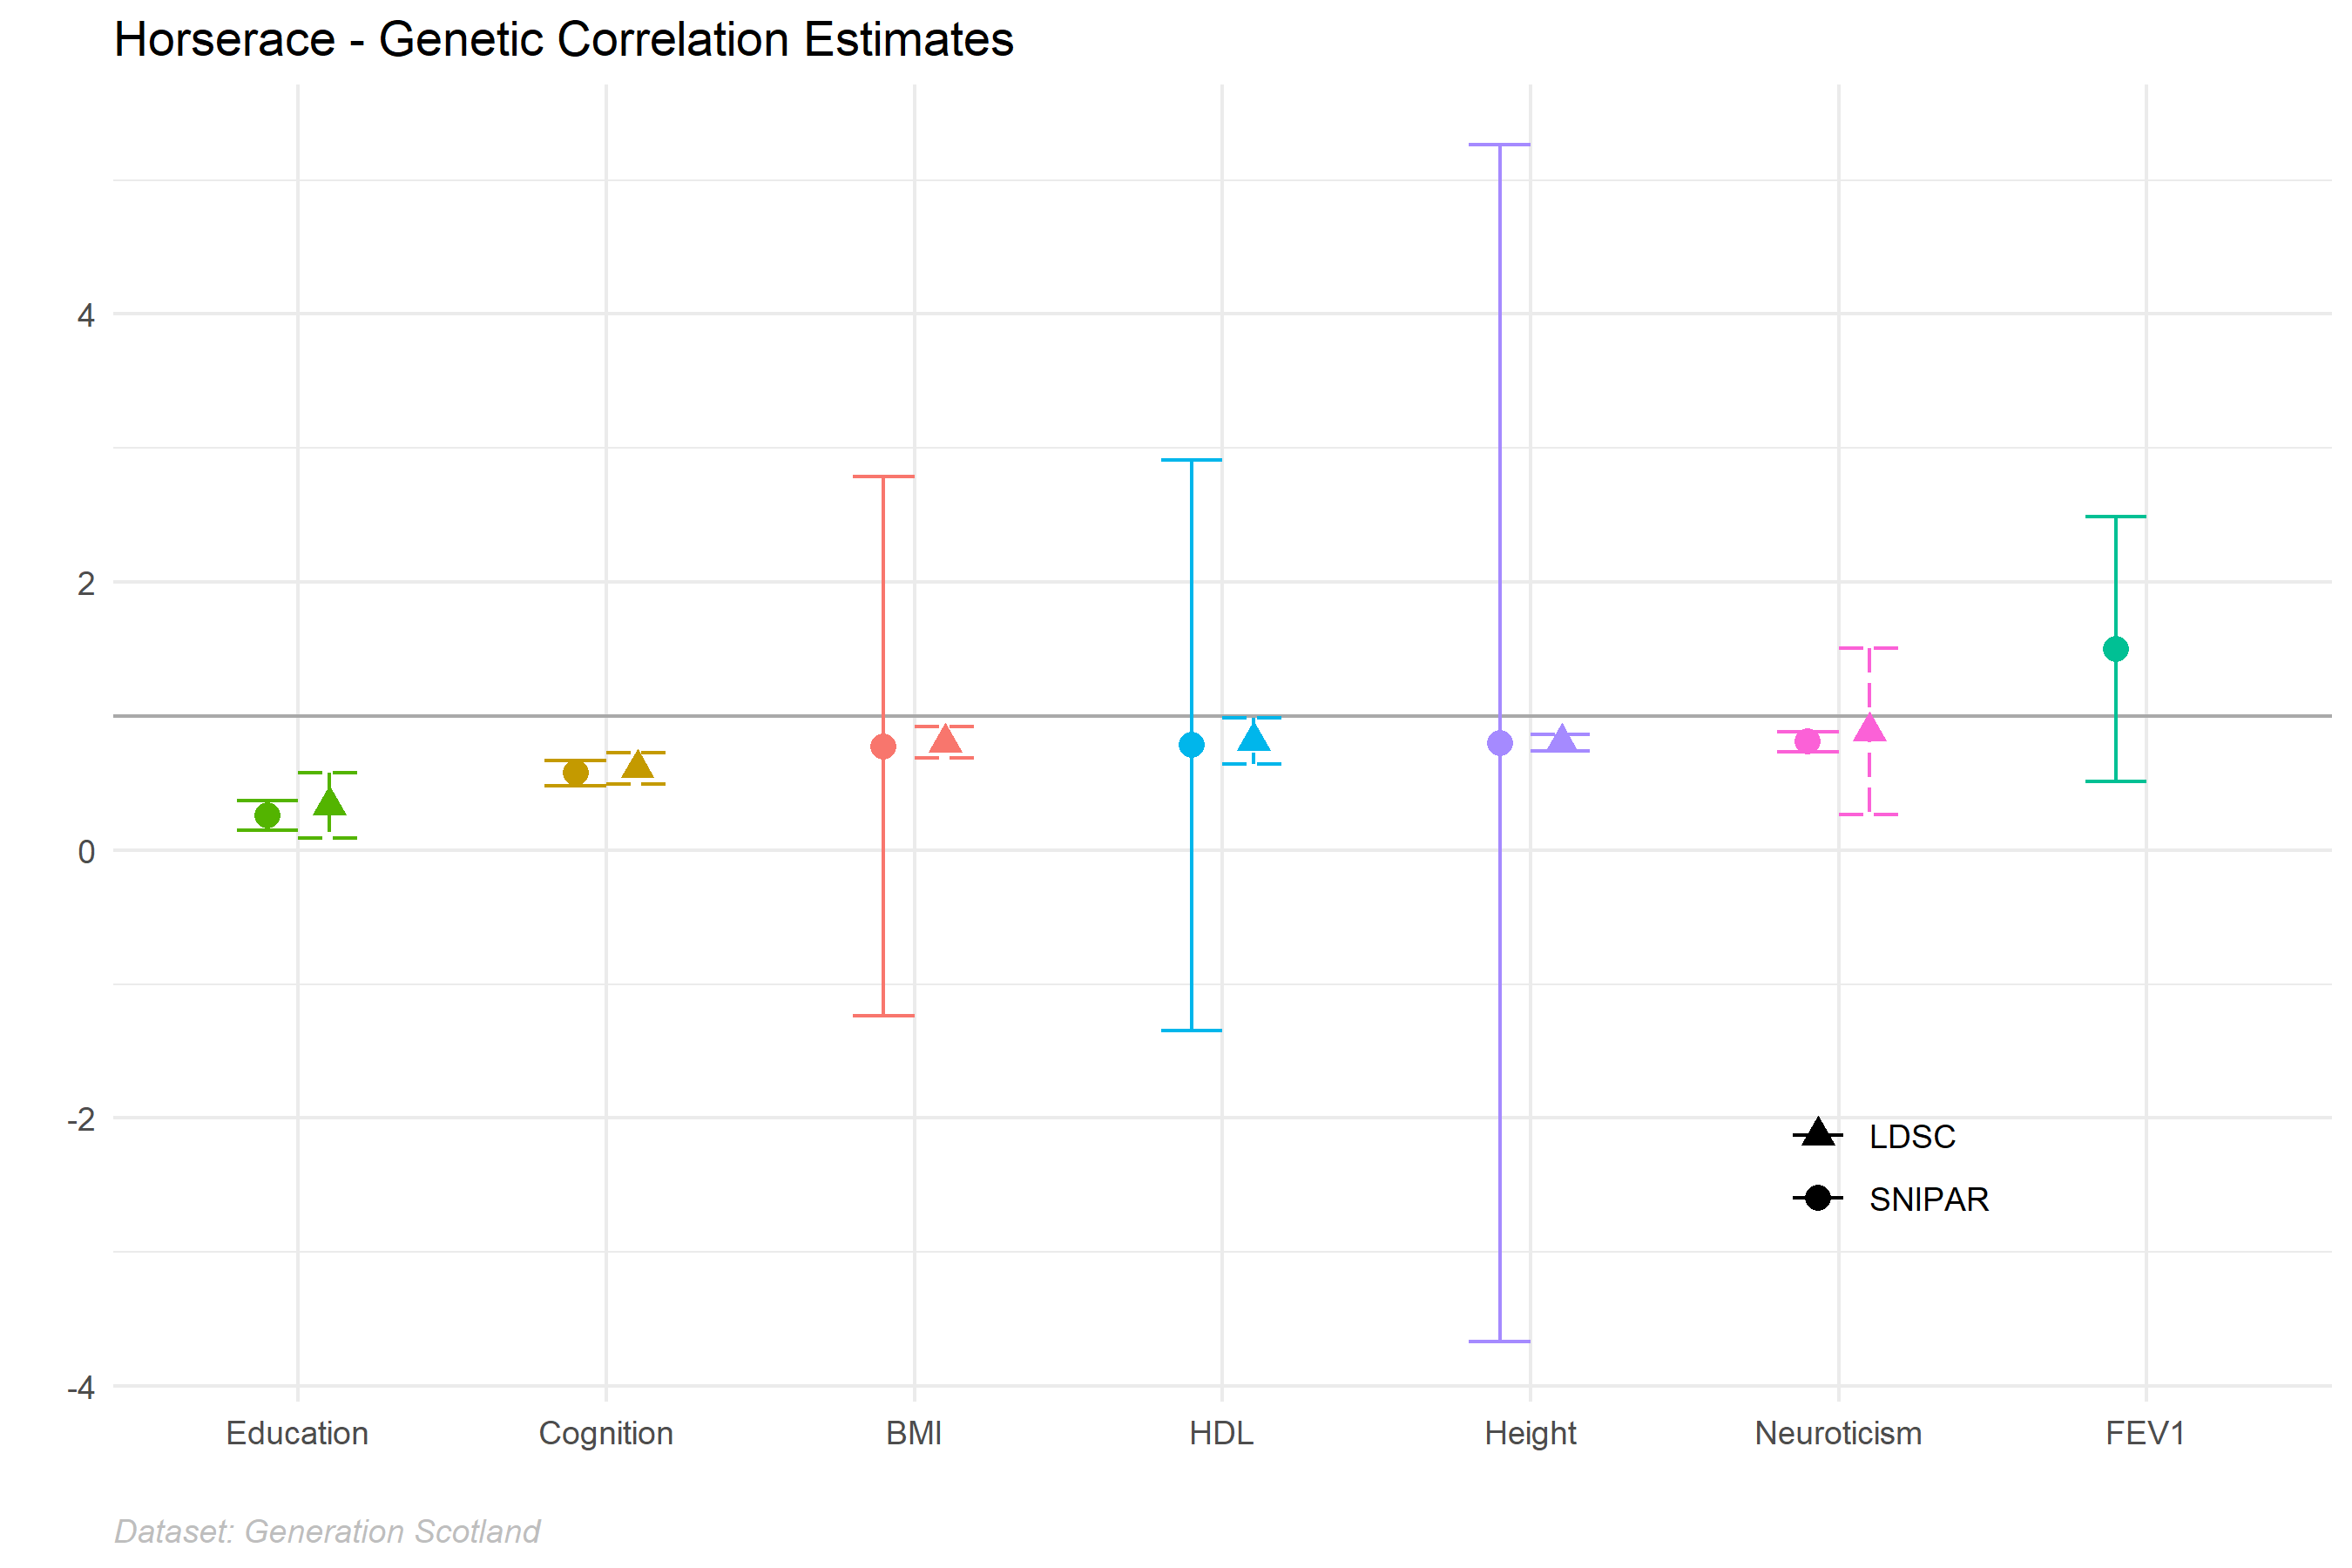 Horserace - Genetic Correlation Estimates
4
2
0
-2
-4
LDSC
SNIPAR
Education Cognition BMI HDL Height Neuroticism FEV1
Dataset: Generation Scotland